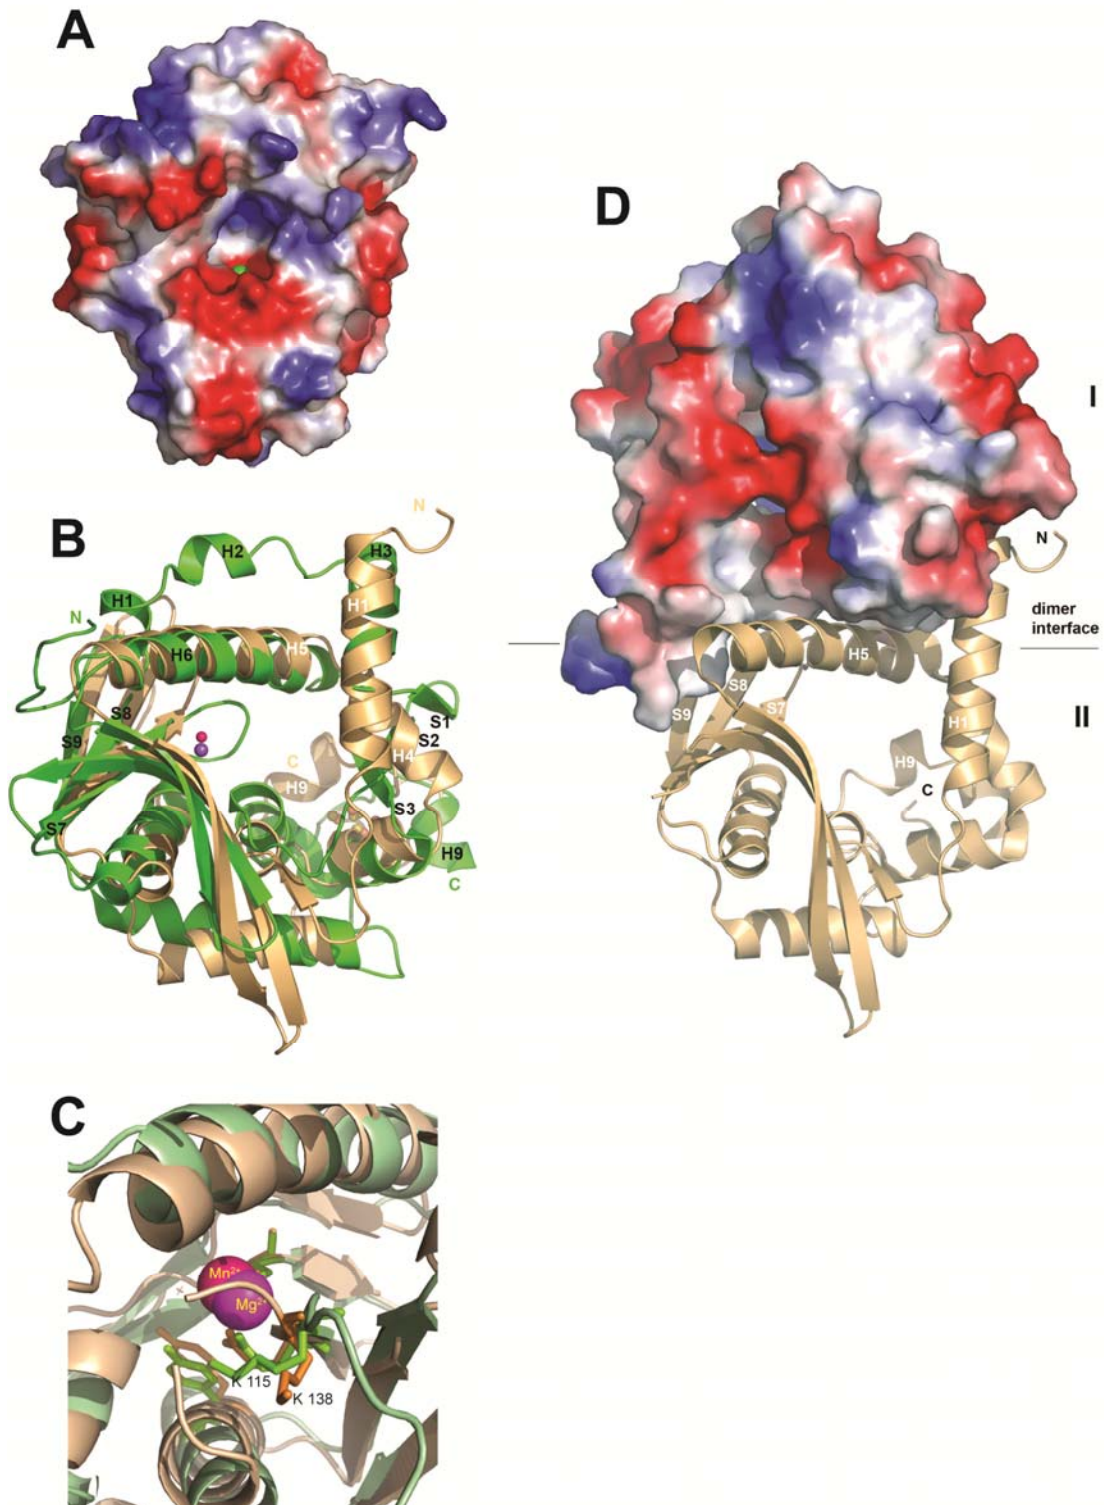 A
D
I
B
N
H2
H3
N
H1
N
H1
dimer
interface
H6
H5
H5
S8
S1
S8
S9
S2
S9
S7
H1
II
C
H4
H9
H9
S3
C
S7
H9
C
C
Mn2+
Mg2+
K 115
K 138